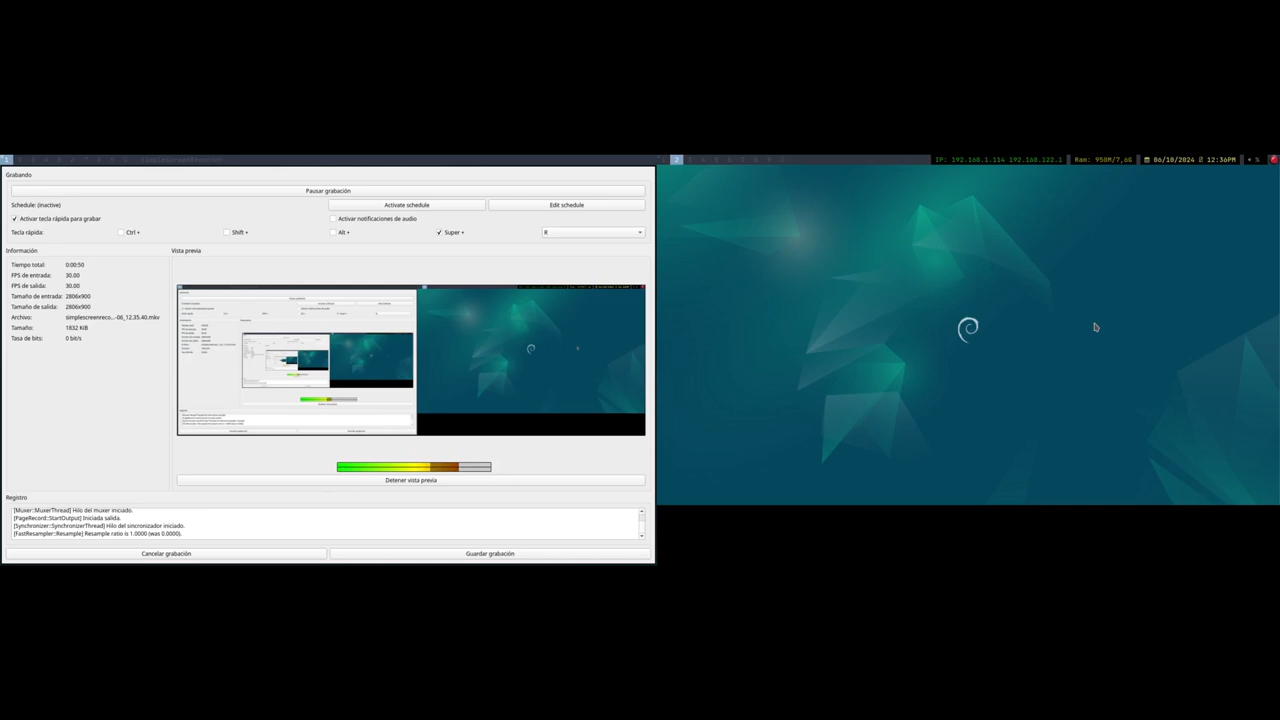 1
2
IP: 192.168.1.114 192.168.122.1
Ram: 950M/7,6G
06/10/2024
12:36PM
Grabando
Pausar grabación
Schedule: (inactive)
Activate schedule
Edit schedule
Activar tecla rápida para grabar
Activar notificaciones de audio
Tecla rápida:
Ctrl +
Shift +
Alt +
Super +
R
Información
Vista previa
Tiempo total: 0:00:50
FPS de entrada: 30.00
FPS de salida: 30.00
Tamaño de entrada: 2806x900
Tamaño de salida: 2806x900
Archivo: simplescreenreco...-06_12.35.40.mkv
Tamaño: 1832 KiB
Tasa de bits: 0 bit/s
Detener vista previa
Registro
[Muxer::MuxerThread] Hilo del muxer iniciado.
[PageRecord::StartOutput] Iniciada salida.
[Synchronizer::SynchronizerThread] Hilo del sincronizador iniciado.
[FastResampler::Resample] Resample ratio is 1.0000 (was 0.0000).
Cancelar grabación
Guardar grabación